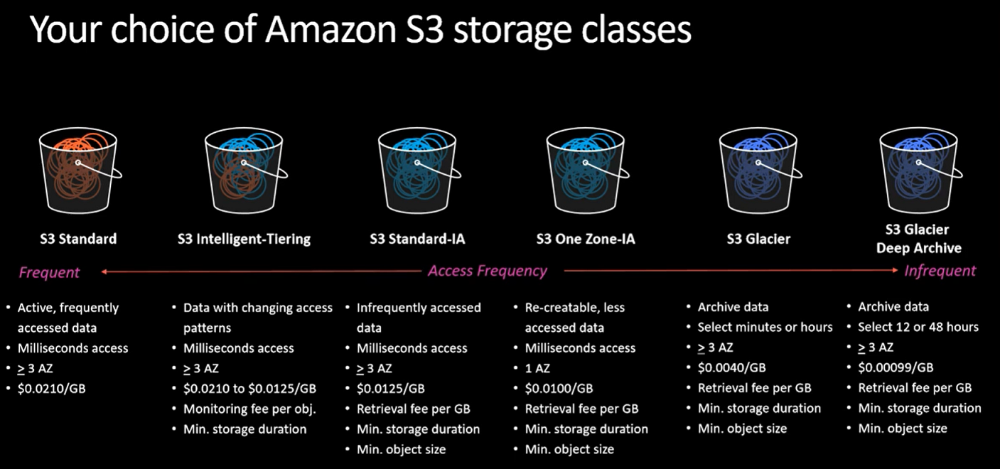 Your choice of Amazon S3 storage classes
S3 Standard
S3 Intelligent-Tiering
S3 Standard-IA
S3 One Zone-IA
S3 Glacier
S3 Glacier
Deep Archive
Frequent
Access Frequency
Infrequent
• Active, frequently
accessed data
• Milliseconds access
• ≥ 3 AZ
• $0.0210/GB
• Data with changing access
patterns
• Milliseconds access
• ≥ 3 AZ
• $0.0210 to $0.0125/GB
• Monitoring fee per obj.
• Min. storage duration
• Infrequently accessed
data
• Milliseconds access
• ≥ 3 AZ
• $0.0125/GB
• Retrieval fee per GB
• Min. storage duration
• Min. object size
• Re-creatable, less
accessed data
• Milliseconds access
• 1 AZ
• $0.0100/GB
• Retrieval fee per GB
• Min. storage duration
• Min. object size
• Archive data
• Select minutes or hours
• ≥ 3 AZ
• $0.0040/GB
• Retrieval fee per GB
• Min. storage duration
• Min. object size
• Archive data
• Select 12 or 48 hours
• ≥ 3 AZ
• $0.00099/GB
• Retrieval fee per GB
• Min. storage duration
• Min. object size